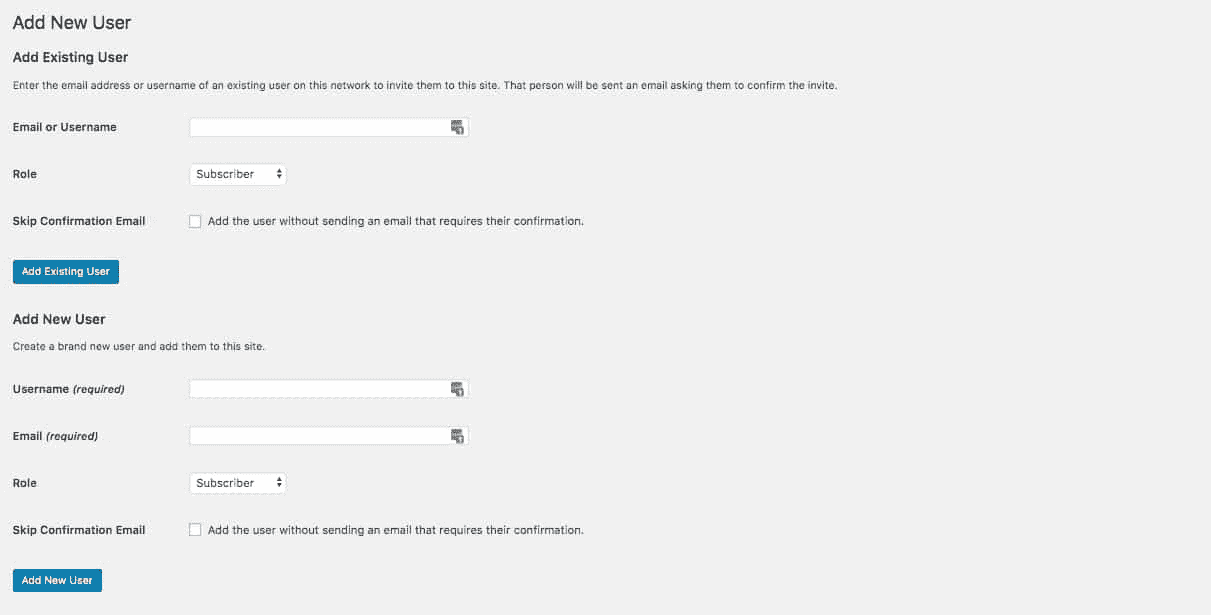 Add New User
Add Existing User
Enter the email address or username of an existing user on this network to invite them to this site. That person will be sent an email asking them to confirm the invite.
Email or Username
Role Subscriber
Skip Confirmation Email Add the user without sending an email that requires their confirmation.
Add Existing User
Add New User
Create a brand new user and add them to this site.
Username (required)
Email (required)
Role Subscriber
Skip Confirmation Email Add the user without sending an email that requires their confirmation.
Add New User